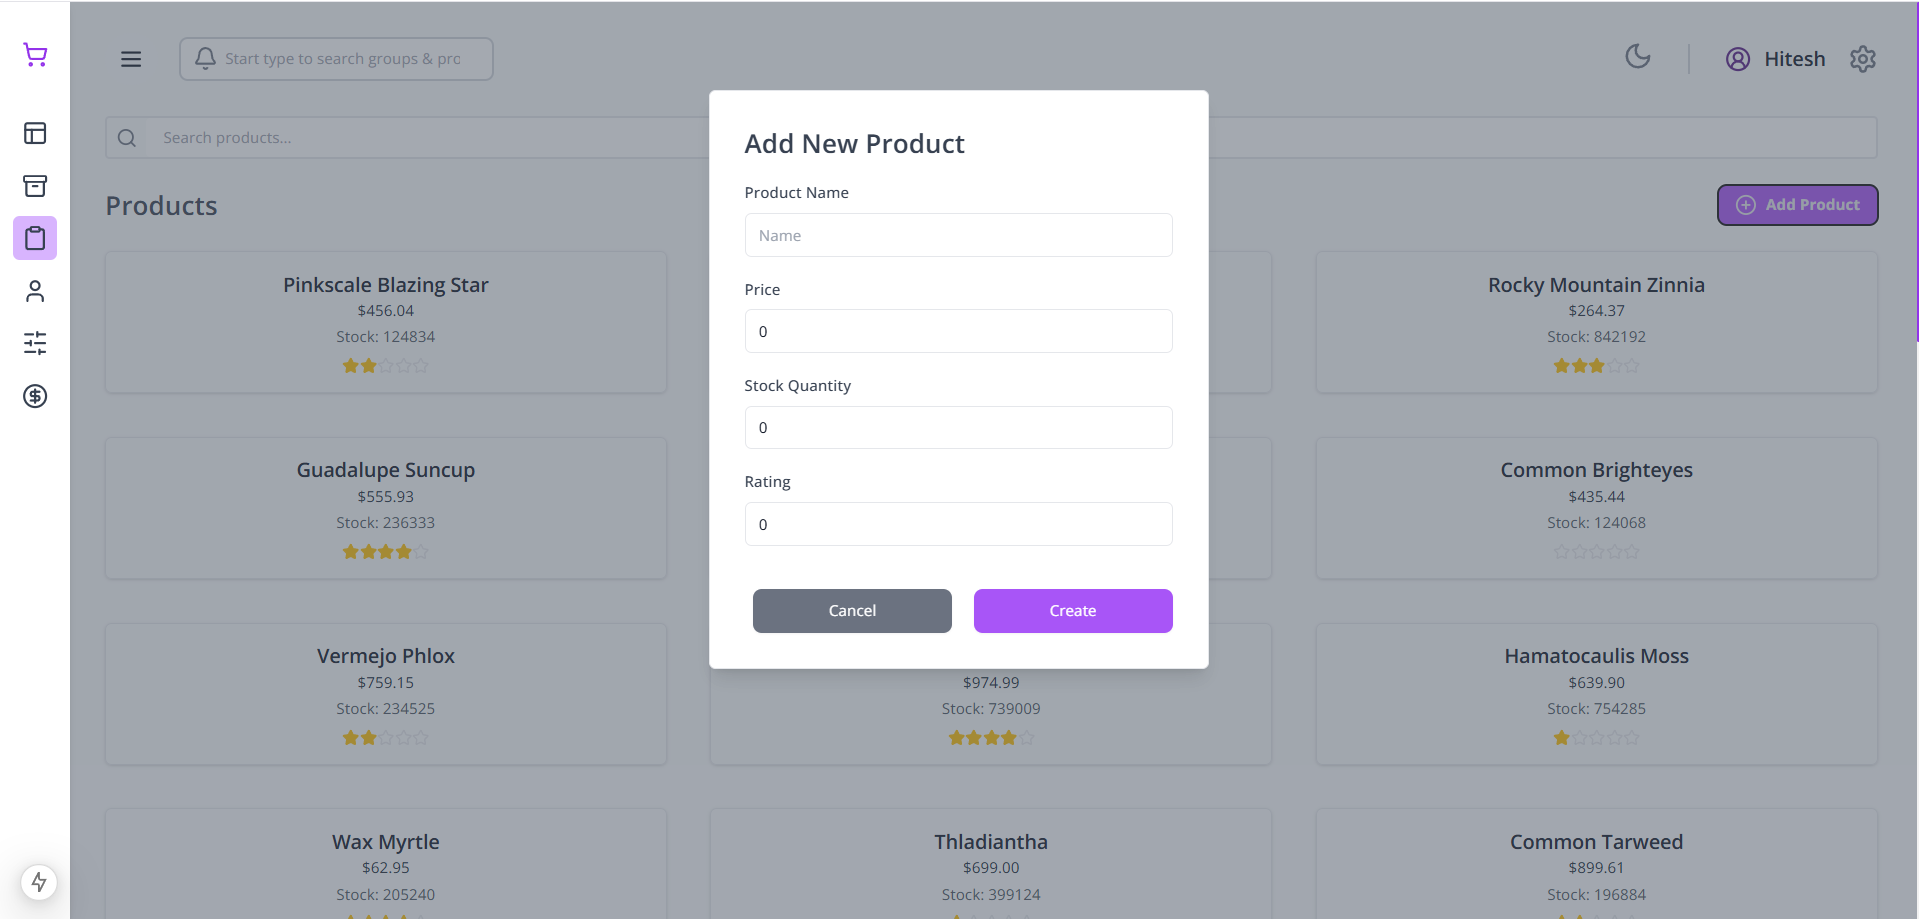 Start type to search groups & pro
Hitesh
Search products...
Products
Add Product
Add New Product
Product Name
Name
Price
0
Stock Quantity
0
Rating
0
Cancel
Create
Pinkscale Blazing Star
$456.04
Stock: 124834
Rocky Mountain Zinnia
$264.37
Stock: 842192
Guadalupe Suncup
$555.93
Stock: 236333
Common Brighteyes
$435.44
Stock: 124068
Vermejo Phlox
$759.15
Stock: 234525
$974.99
Stock: 739009
Hamatocaulis Moss
$639.90
Stock: 754285
Wax Myrtle
$62.95
Stock: 205240
Thladiantha
$699.00
Stock: 399124
Common Tarweed
$899.61
Stock: 196884